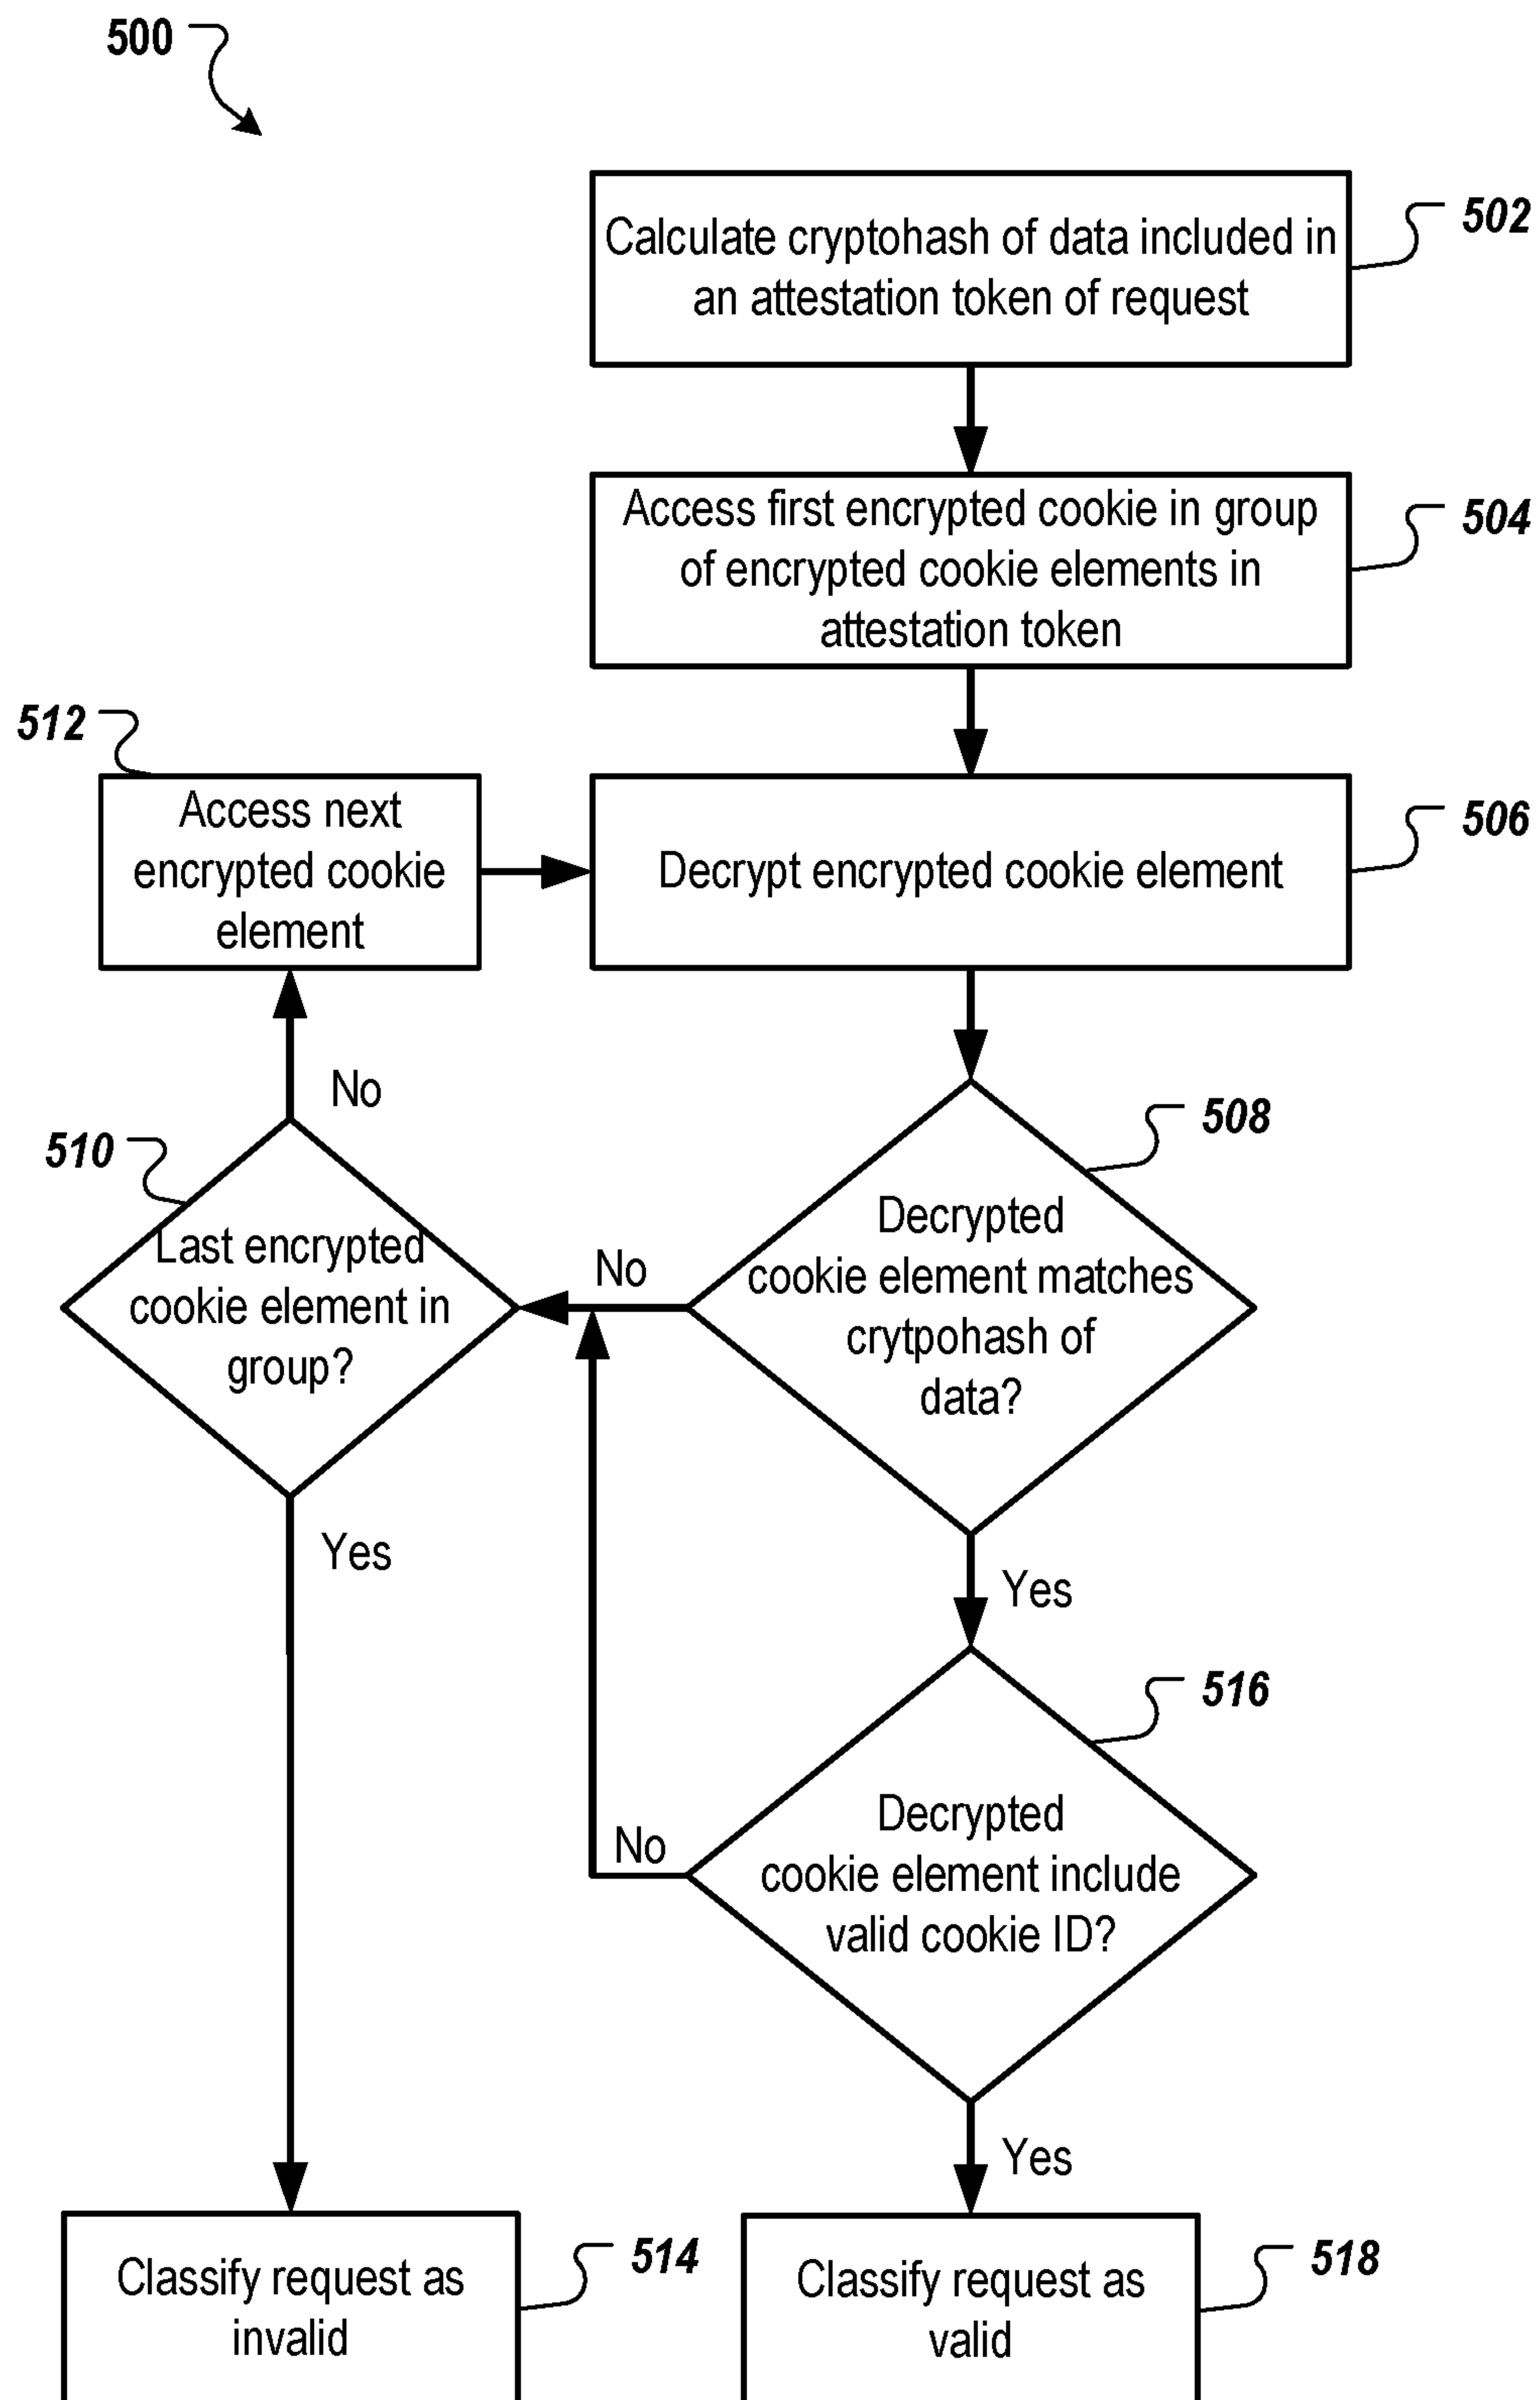 500
Calculate cryptohash of data included in
an attestation token of request
502
Access first encrypted cookie in group
of encrypted cookie elements in
attestation token
504
512
Access next
encrypted cookie
element
Decrypt encrypted cookie element
506
No
510
Last encrypted
cookie element in
group?
No
508
Decrypted
cookie element matches
crytpohash of
data?
Yes
Yes
516
Decrypted
cookie element include
valid cookie ID?
No
Yes
Classify request as
invalid
514
Classify request as
valid
518